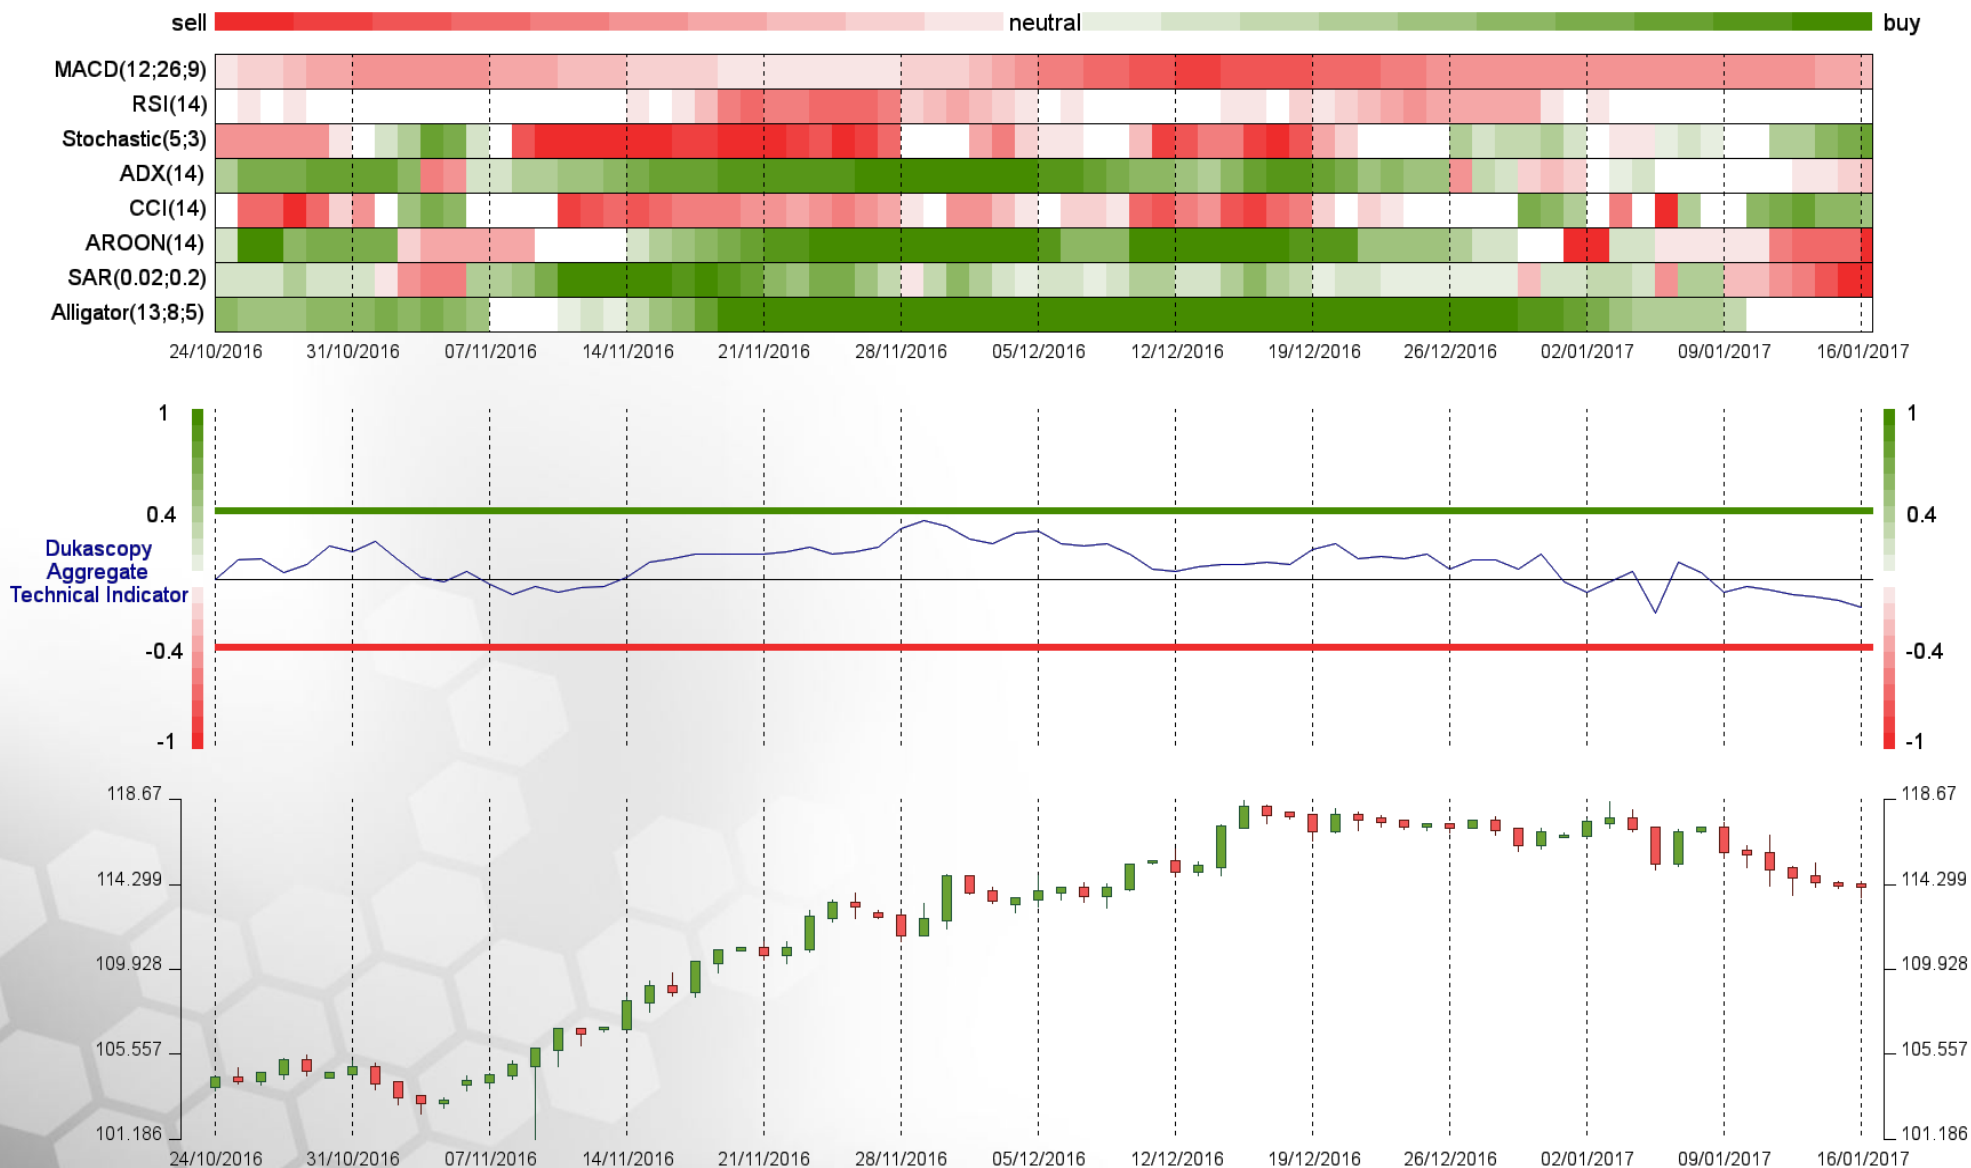 sell neutral buy
MACD(12;26;9)
RSI(14)
Stochastic(5;3)
ADX(14)
CCI(14)
AROON(14)
SAR(0.02;0.2)
Alligator(13;8;5)
24/10/2016 31/10/2016 07/11/2016 14/11/2016 21/11/2016 28/11/2016 05/12/2016 12/12/2016 19/12/2016 26/12/2016 02/01/2017 09/01/2017 16/01/2017
1 1
0.4 0.4
Dukascopy
Aggregate
Technical Indicator
-0.4 -0.4
-1 -1
118.67 118.67
114.299 114.299
109.928 109.928
105.557 105.557
101.186 101.186
24/10/2016 31/10/2016 07/11/2016 14/11/2016 21/11/2016 28/11/2016 05/12/2016 12/12/2016 19/12/2016 26/12/2016 02/01/2017 09/01/2017 16/01/2017